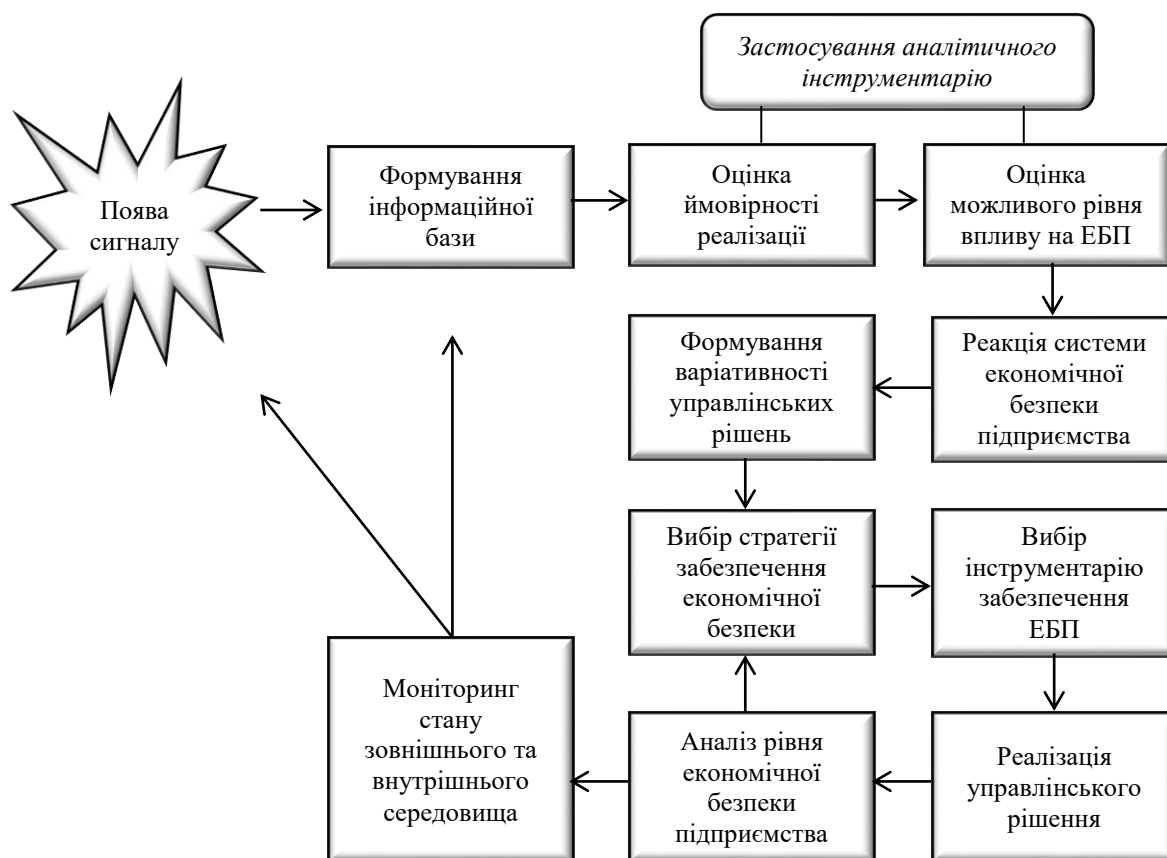 Застосування аналітичного
інструментарію
Поява
сигналу
Формування
інформаційної
бази
Оцінка
ймовірності
реалізації
Оцінка
можливого рівня
впливу на ЕБП
Формування
варіативності
управлінських
рішень
Реакція системи
економічної
безпеки
підприємства
Вибір стратегії
забезпечення
економічної
безпеки
Вибір
інструментарію
забезпечення
ЕБП
Моніторинг
стану
зовнішнього та
внутрішнього
середовища
Аналіз рівня
економічної
безпеки
підприємства
Реалізація
управлінського
рішення